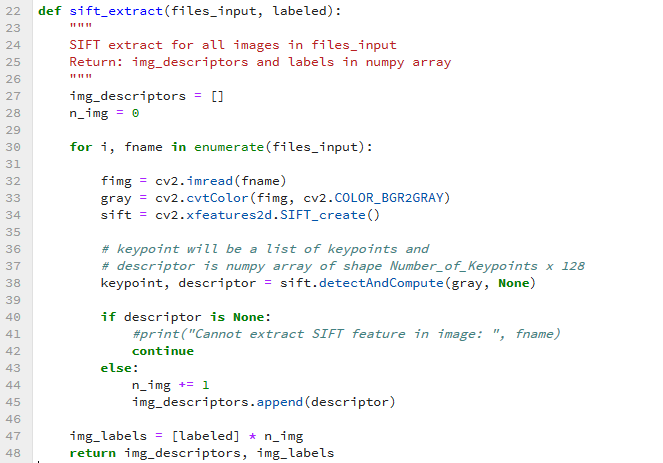 22 def sift_extract(files_input, labeled):
23     """
24     SIFT extract for all images in files_input
25     Return: img_descriptors and labels in numpy array
26     """
27     img_descriptors = []
28     n_img = 0
29
30     for i, fname in enumerate(files_input):
31
32         fimg = cv2.imread(fname)
33         gray = cv2.cvtColor(fimg, cv2.COLOR_BGR2GRAY)
34         sift = cv2.xfeatures2d.SIFT_create()
35
36         # keypoint will be a list of keypoints and
37         # descriptor is numpy array of shape Number_of_Keypoints x 128
38         keypoint, descriptor = sift.detectAndCompute(gray, None)
39
40         if descriptor is None:
41             #print("Cannot extract SIFT feature in image: ", fname)
42             continue
43         else:
44             n_img += 1
45             img_descriptors.append(descriptor)
46
47     img_labels = [labeled] * n_img
48     return img_descriptors, img_labels